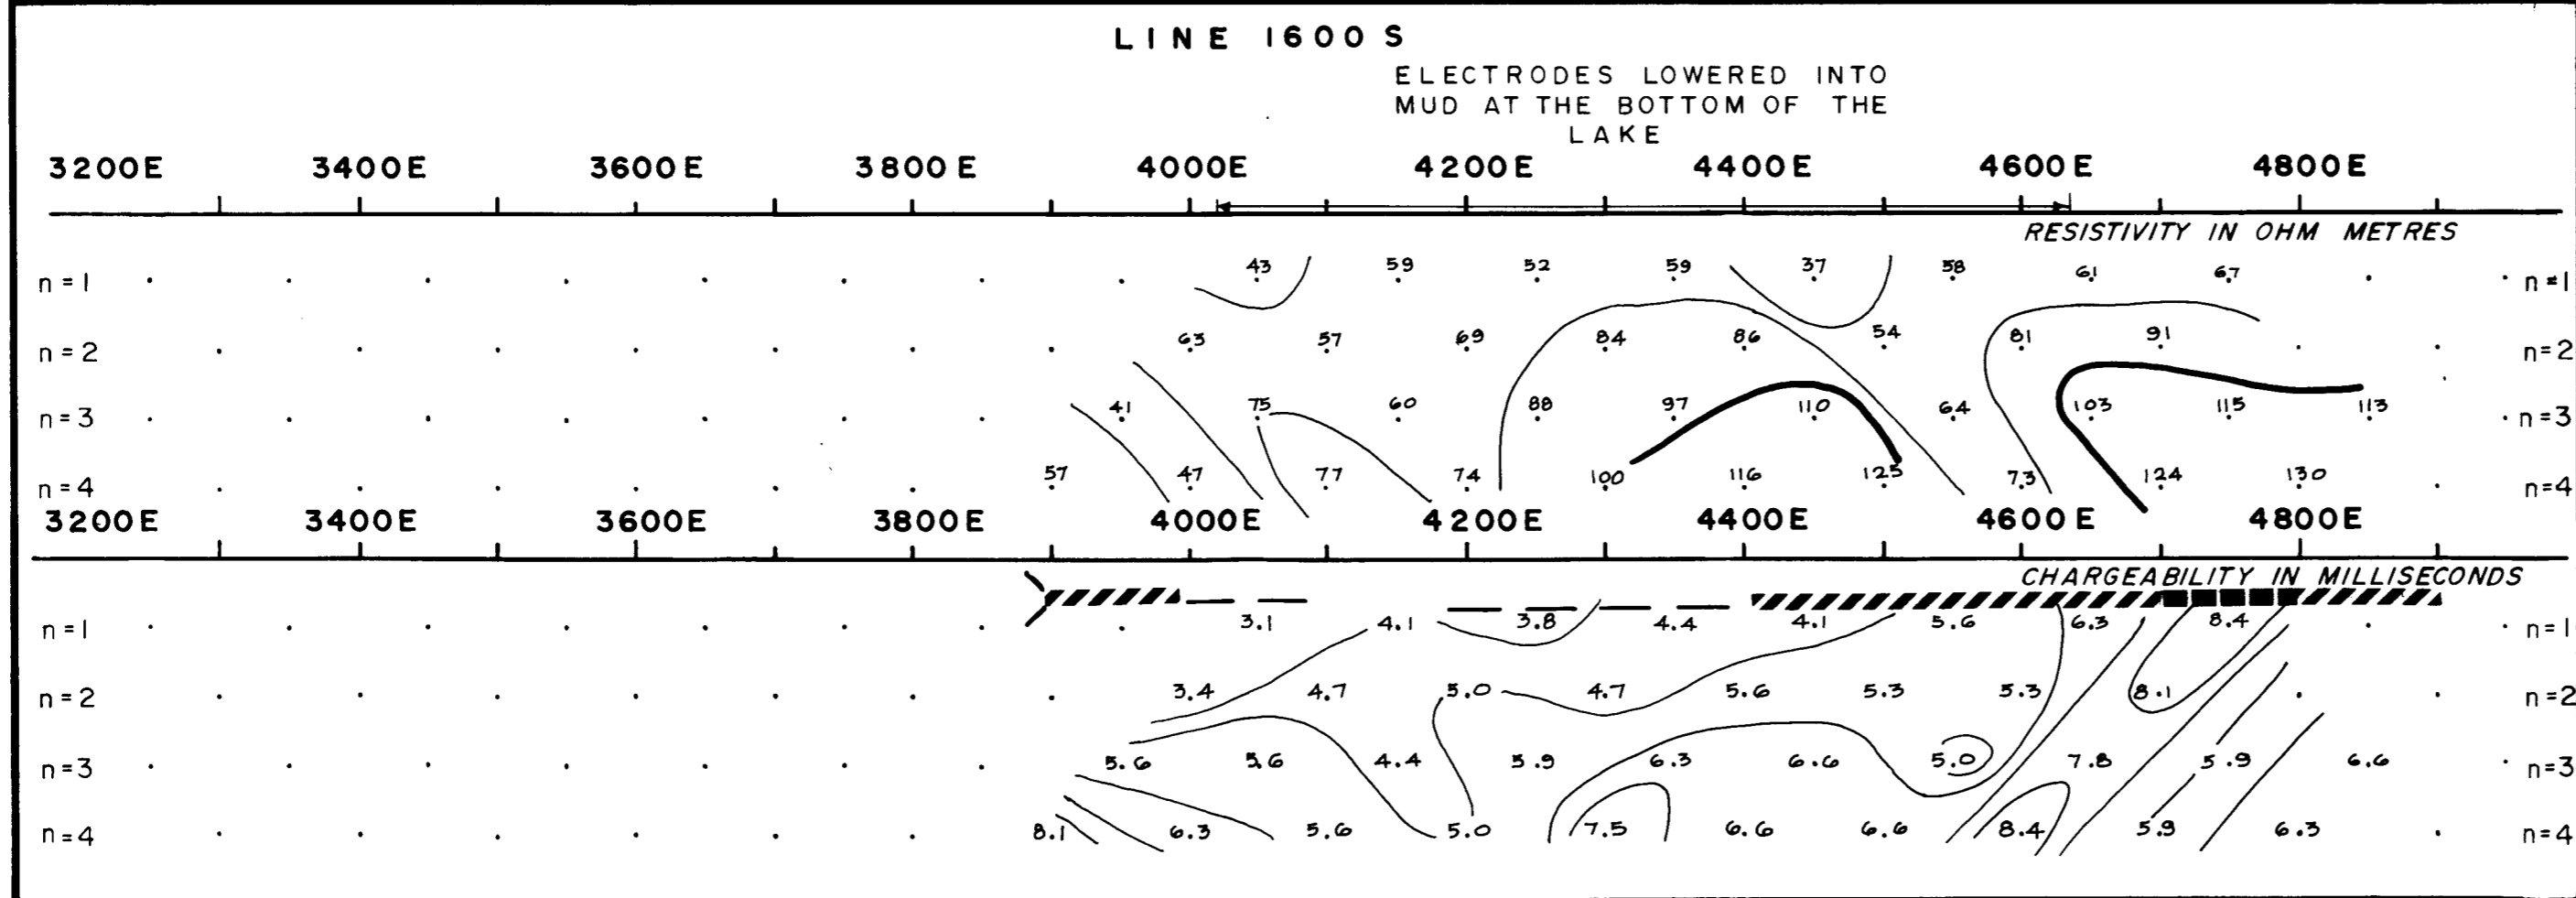 LINE 1600 S
ELECTRODES LOWERED INTO
MUD AT THE BOTTOM OF THE
LAKE
3200E 3400E 3600E 3800E 4000E 4200E 4400E 4600E 4800E
RESISTIVITY IN OHM METRES
n=1 43 59 52 59 37 58 61 67 n=1
n=2 63 57 69 84 86 54 81 91 n=2
n=3 41 75 60 88 97 110 64 103 115 113 n=3
n=4 57 47 77 74 100 116 125 73 124 130 n=4
3200E 3400E 3600E 3800E 4000E 4200E 4400E 4600E 4800E
CHARGEABILITY IN MILLISECONDS
n=1 3.1 4.1 3.8 4.4 4.1 5.6 6.3 8.4 n=1
n=2 3.4 4.7 5.0 4.7 5.6 5.3 5.3 8.1 n=2
n=3 5.6 5.6 4.4 5.9 6.3 6.6 5.0 7.8 5.9 6.6 n=3
n=4 8.1 6.3 5.6 5.0 7.5 6.6 6.6 8.4 5.9 6.3 n=4